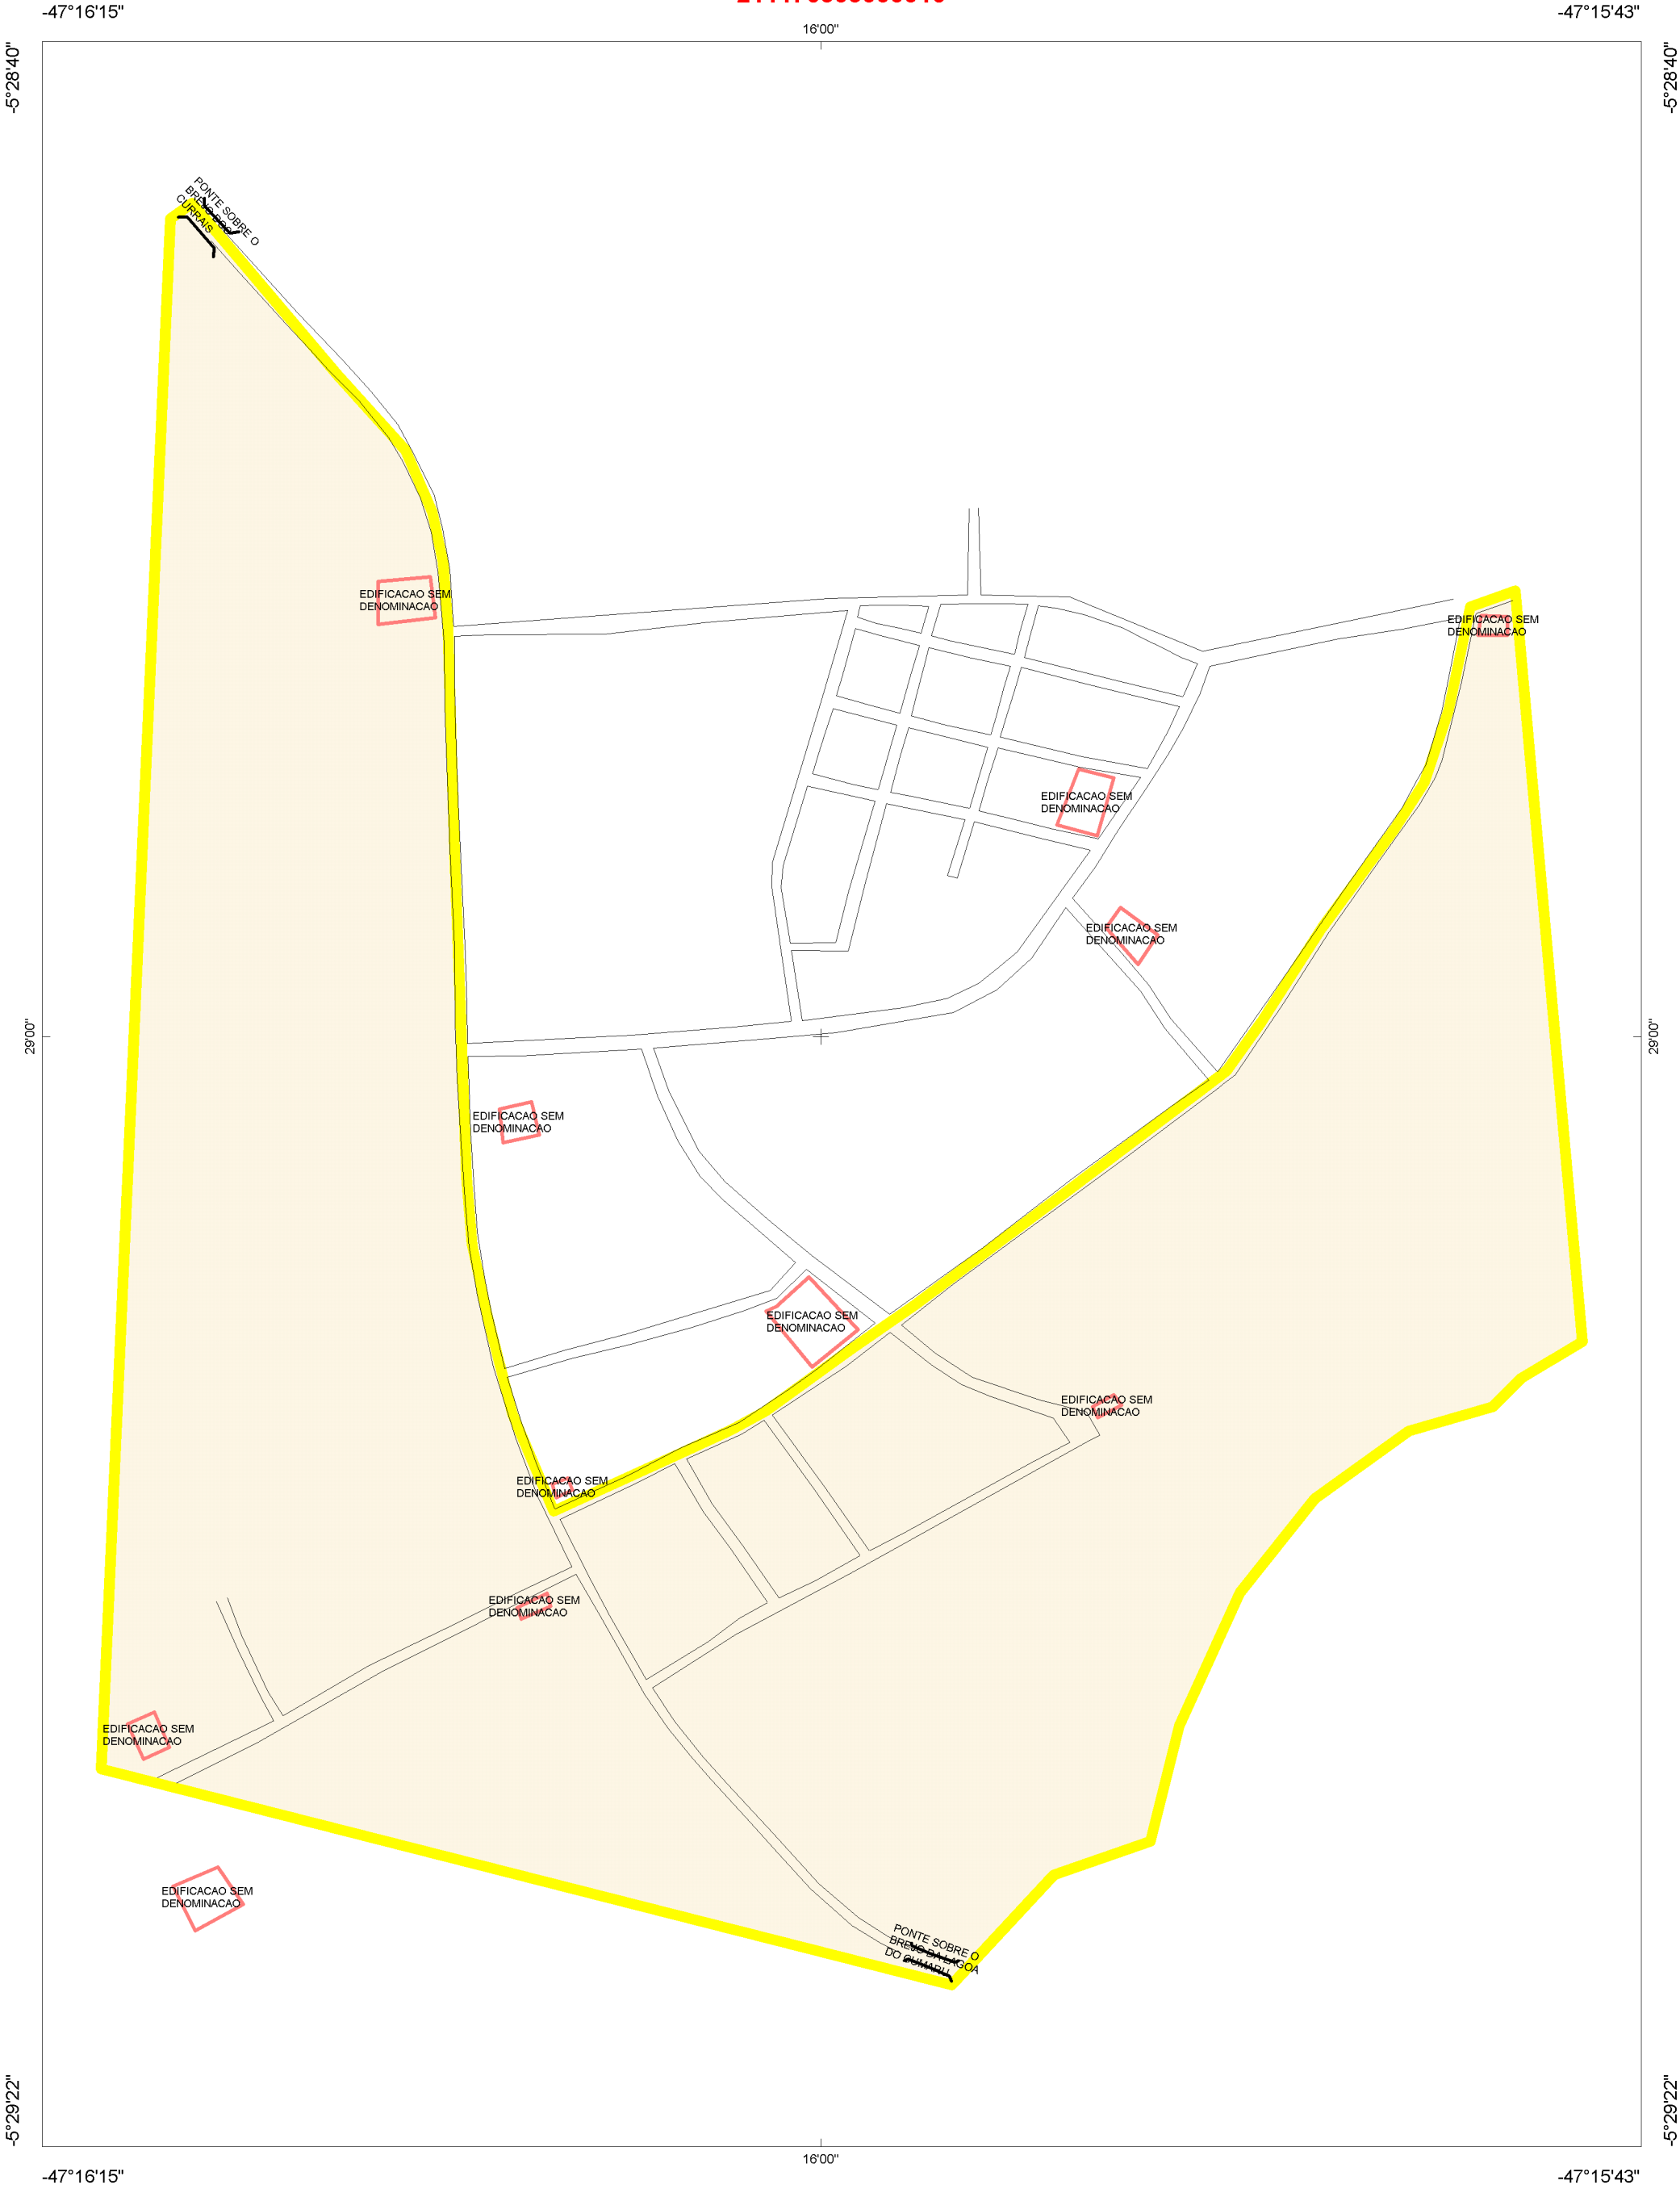 -47°16'15"
-47°15'43"
16'00"
-5°28'40"
-5°28'40"
PONTE SOBRE O
BREJO DOS
CURRAIS
EDIFICACAO SEM
DENOMINACAO
EDIFICACAO SEM
DENOMINACAO
EDIFICACAO SEM
DENOMINACAO
EDIFICACAO SEM
DENOMINACAO
29'00"
29'00"
EDIFICACAO SEM
DENOMINACAO
EDIFICACAO SEM
DENOMINACAO
EDIFICACAO SEM
DENOMINACAO
EDIFICACAO SEM
DENOMINACAO
EDIFICACAO SEM
DENOMINACAO
EDIFICACAO SEM
DENOMINACAO
EDIFICACAO SEM
DENOMINACAO
PONTE SOBRE O
BREJO DA LAGOA
DO CUMARU
-5°29'22"
-5°29'22"
16'00"
-47°16'15"
-47°15'43"